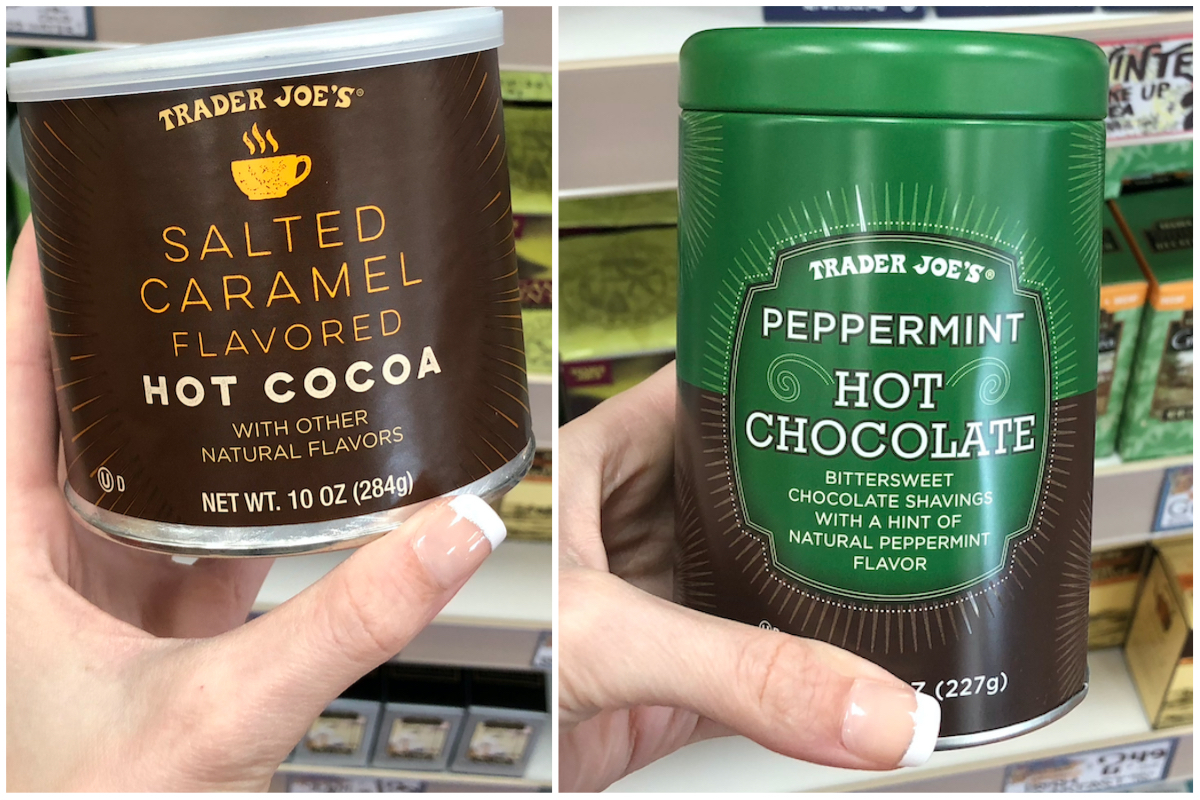 TRADER JOE'S®
SALTED
CARAMEL
FLAVORED
HOT COCOA
WITH OTHER
NATURAL FLAVORS
U D
NET WT. 10 OZ (284g)
TRADER JOE'S®
PEPPERMINT
HOT
CHOCOLATE
BITTERSWEET
CHOCOLATE SHAVINGS
WITH A HINT OF
NATURAL PEPPERMINT
FLAVOR
Z (227g)